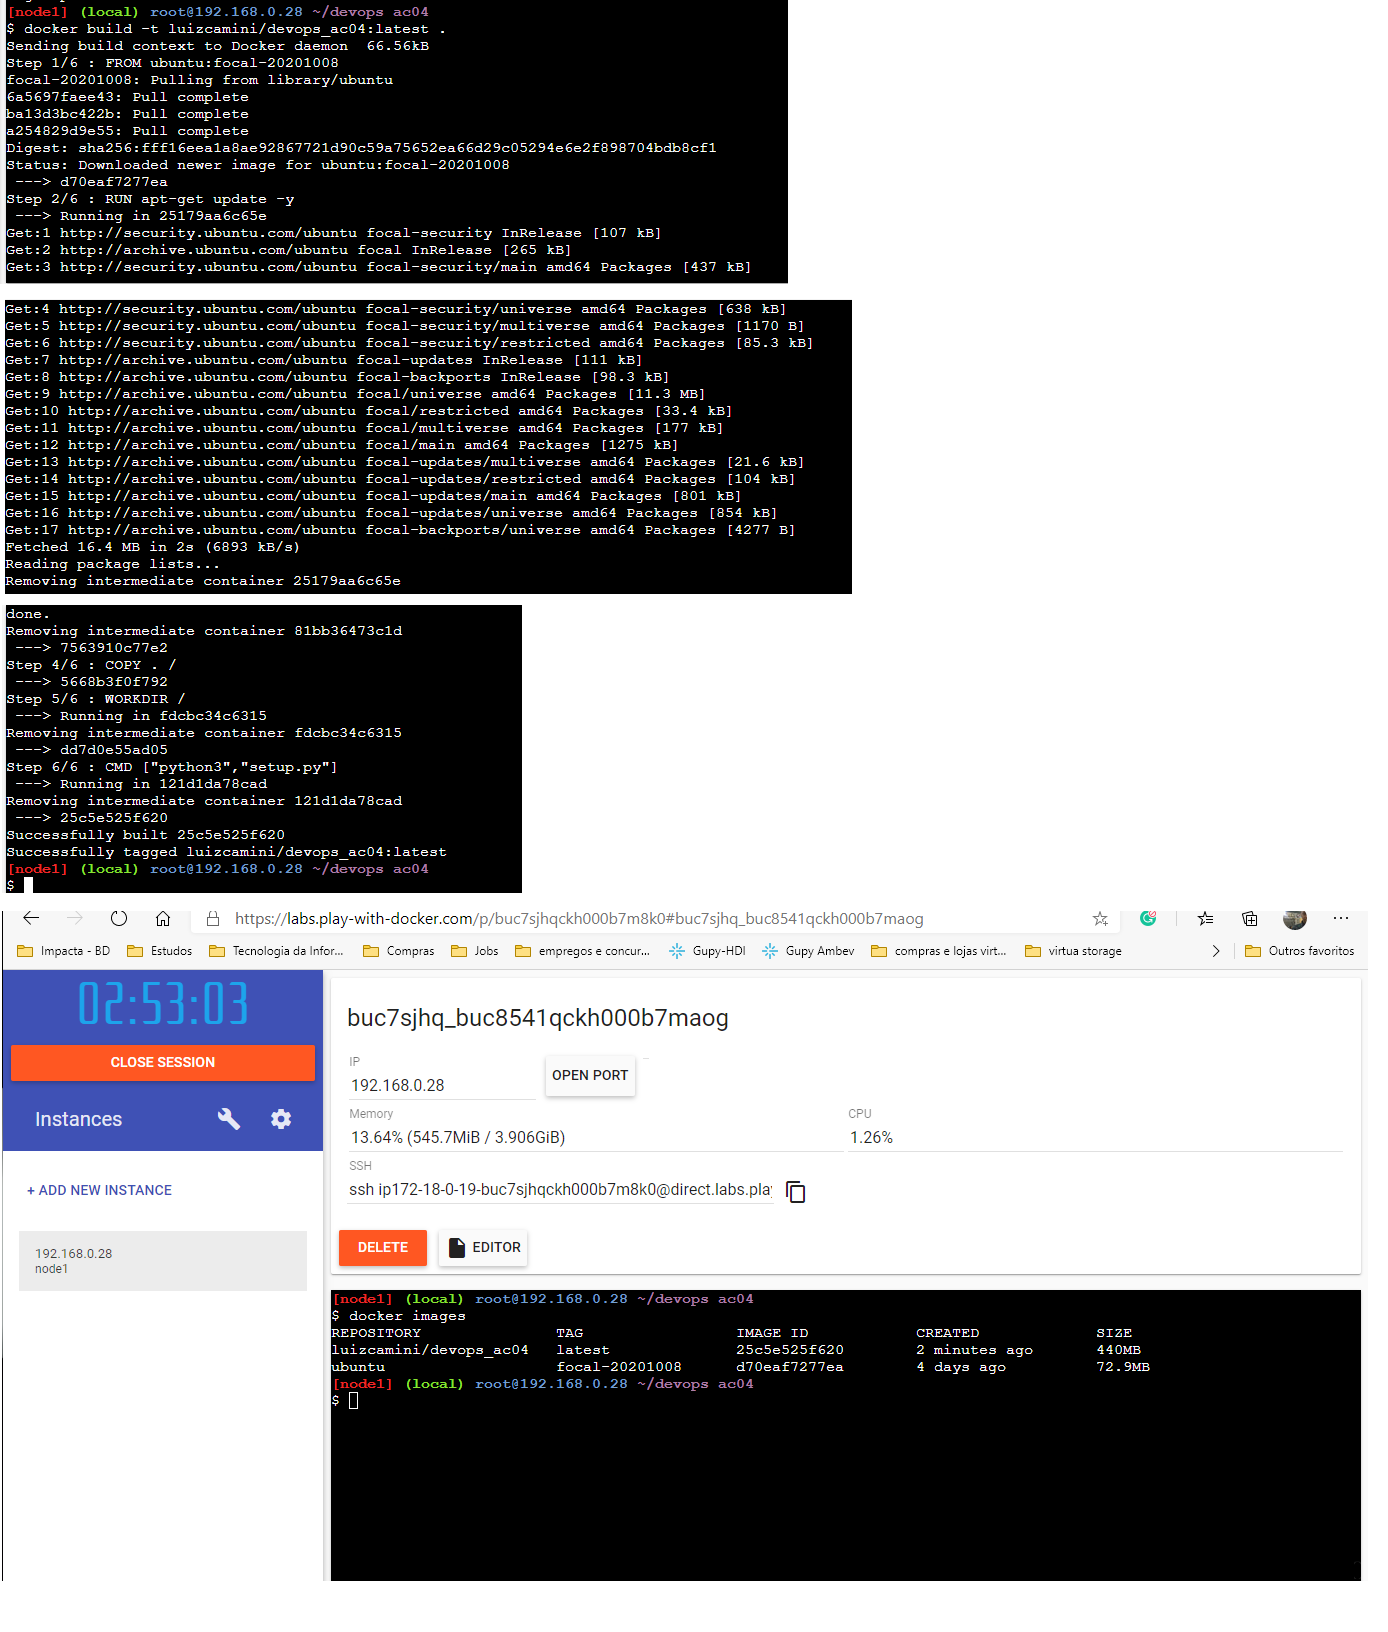 [node1] (local) root@192.168.0.28 ~/devops ac04
$ docker build -t luizcamini/devops_ac04:latest .
Sending build context to Docker daemon  66.56kB
Step 1/6 : FROM ubuntu:focal-20201008
focal-20201008: Pulling from library/ubuntu
6a5697faee43: Pull complete
ba13d3bc422b: Pull complete
a254829d9e55: Pull complete
Digest: sha256:fff16eea1a8ae92867721d90c59a75652ea66d29c05294e6e2f898704bdb8cf1
Status: Downloaded newer image for ubuntu:focal-20201008
 ---> d70eaf7277ea
Step 2/6 : RUN apt-get update -y
 ---> Running in 25179aa6c65e
Get:1 http://security.ubuntu.com/ubuntu focal-security InRelease [107 kB]
Get:2 http://archive.ubuntu.com/ubuntu focal InRelease [265 kB]
Get:3 http://security.ubuntu.com/ubuntu focal-security/main amd64 Packages [437 kB]
Get:4 http://security.ubuntu.com/ubuntu focal-security/universe amd64 Packages [638 kB]
Get:5 http://security.ubuntu.com/ubuntu focal-security/multiverse amd64 Packages [1170 B]
Get:6 http://security.ubuntu.com/ubuntu focal-security/restricted amd64 Packages [85.3 kB]
Get:7 http://archive.ubuntu.com/ubuntu focal-updates InRelease [111 kB]
Get:8 http://archive.ubuntu.com/ubuntu focal-backports InRelease [98.3 kB]
Get:9 http://archive.ubuntu.com/ubuntu focal/universe amd64 Packages [11.3 MB]
Get:10 http://archive.ubuntu.com/ubuntu focal/restricted amd64 Packages [33.4 kB]
Get:11 http://archive.ubuntu.com/ubuntu focal/multiverse amd64 Packages [177 kB]
Get:12 http://archive.ubuntu.com/ubuntu focal/main amd64 Packages [1275 kB]
Get:13 http://archive.ubuntu.com/ubuntu focal-updates/multiverse amd64 Packages [21.6 kB]
Get:14 http://archive.ubuntu.com/ubuntu focal-updates/restricted amd64 Packages [104 kB]
Get:15 http://archive.ubuntu.com/ubuntu focal-updates/main amd64 Packages [801 kB]
Get:16 http://archive.ubuntu.com/ubuntu focal-updates/universe amd64 Packages [854 kB]
Get:17 http://archive.ubuntu.com/ubuntu focal-backports/universe amd64 Packages [4277 B]
Fetched 16.4 MB in 2s (6893 kB/s)
Reading package lists...
Removing intermediate container 25179aa6c65e
done.
Removing intermediate container 81bb36473c1d
 ---> 7563910c77e2
Step 4/6 : COPY . /
 ---> 5668b3f0f792
Step 5/6 : WORKDIR /
 ---> Running in fdcbc34c6315
Removing intermediate container fdcbc34c6315
 ---> dd7d0e55ad05
Step 6/6 : CMD ["python3","setup.py"]
 ---> Running in 121d1da78cad
Removing intermediate container 121d1da78cad
 ---> 25c5e525f620
Successfully built 25c5e525f620
Successfully tagged luizcamini/devops_ac04:latest
[node1] (local) root@192.168.0.28 ~/devops ac04
$
https://labs.play-with-docker.com/p/buc7sjhqckh000b7m8k0#buc7sjhq_buc8541qckh000b7maog
Impacta - BD Estudos Tecnologia da Infor... Compras Jobs empregos e concur... Gupy-HDI Gupy Ambev compras e lojas virt... virtua storage Outros favoritos
02:53:03
CLOSE SESSION
Instances
+ ADD NEW INSTANCE
192.168.0.28
node1
buc7sjhq_buc8541qckh000b7maog
IP
192.168.0.28
OPEN PORT
Memory CPU
13.64% (545.7MiB / 3.906GiB) 1.26%
SSH
ssh ip172-18-0-19-buc7sjhqckh000b7m8k0@direct.labs.pla
DELETE EDITOR
[node1] (local) root@192.168.0.28 ~/devops ac04
$ docker images
REPOSITORY TAG IMAGE ID CREATED SIZE
luizcamini/devops_ac04 latest 25c5e525f620 2 minutes ago 440MB
ubuntu focal-20201008 d70eaf7277ea 4 days ago 72.9MB
[node1] (local) root@192.168.0.28 ~/devops ac04
$